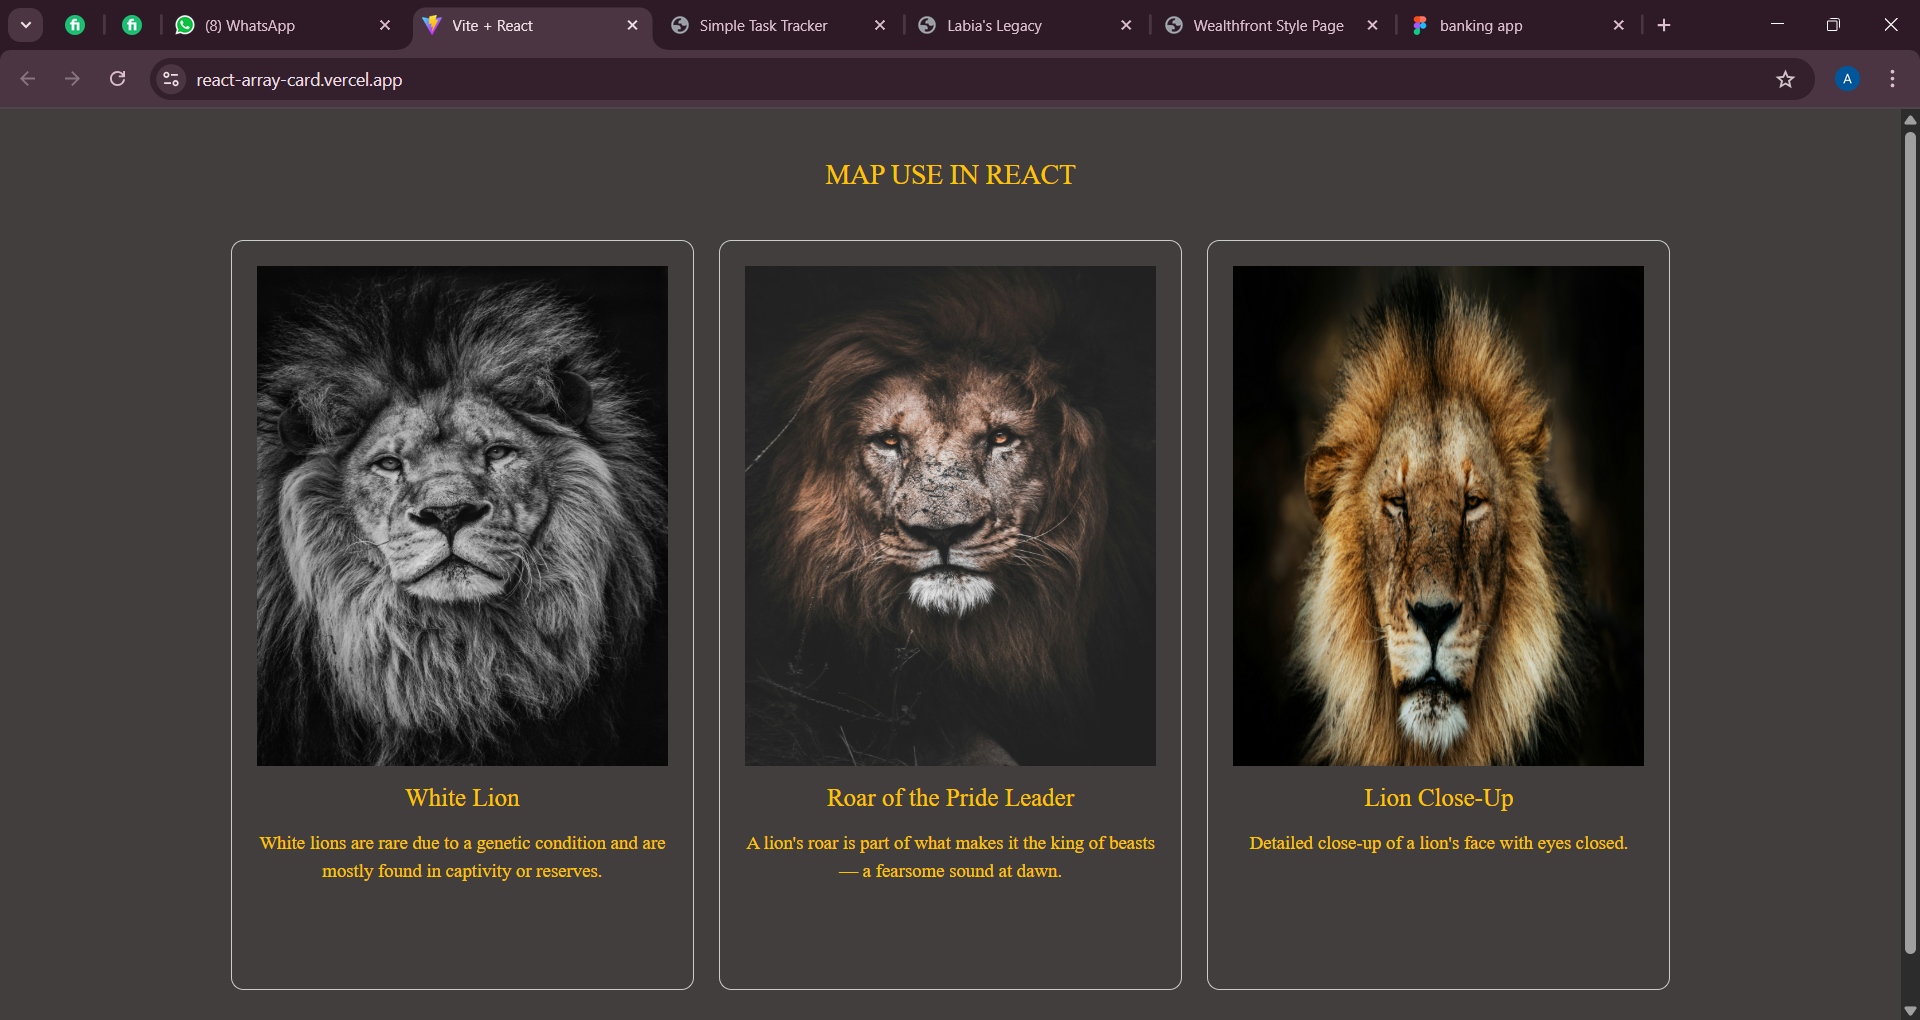 (8) WhatsApp
Vite + React
Simple Task Tracker
Labia's Legacy
Wealthfront Style Page
banking app
react-array-card.vercel.app
A
MAP USE IN REACT
White Lion
White lions are rare due to a genetic condition and are
mostly found in captivity or reserves.
Roar of the Pride Leader
A lion's roar is part of what makes it the king of beasts
— a fearsome sound at dawn.
Lion Close-Up
Detailed close-up of a lion's face with eyes closed.